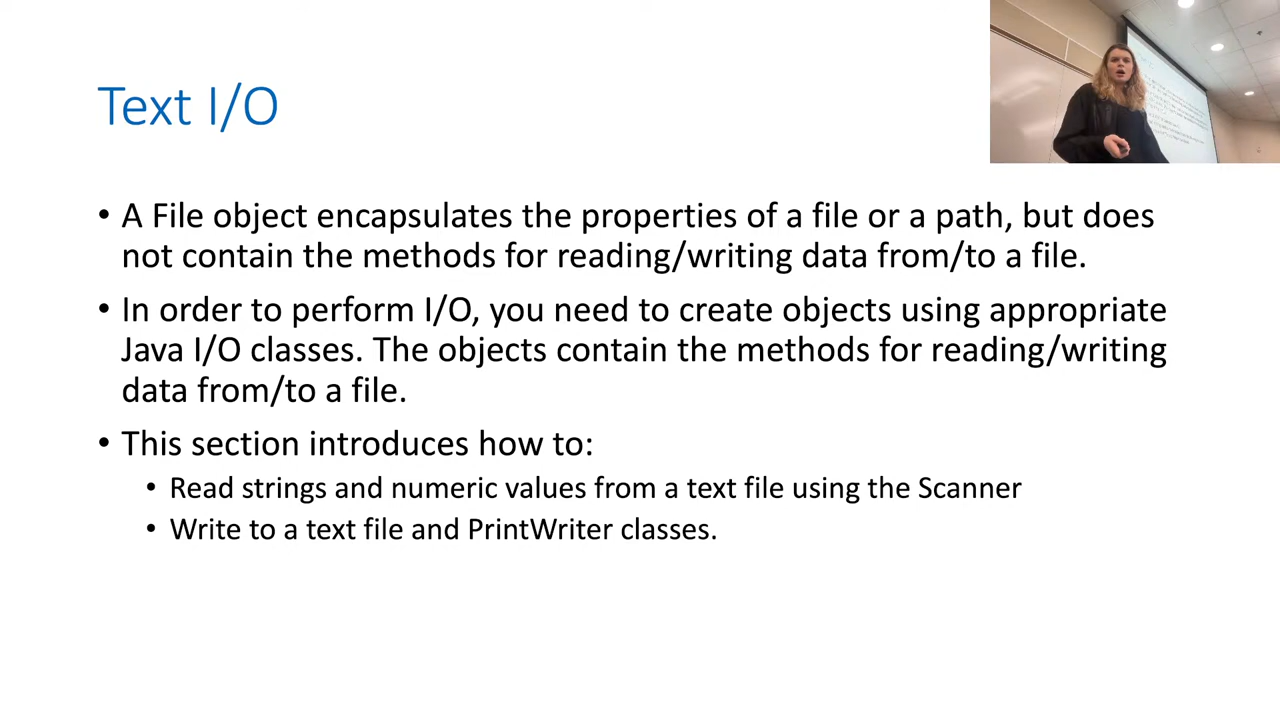 Text I/O
• A File object encapsulates the properties of a file or a path, but does
not contain the methods for reading/writing data from/to a file.
• In order to perform I/O, you need to create objects using appropriate
Java I/O classes. The objects contain the methods for reading/writing
data from/to a file.
• This section introduces how to:
• Read strings and numeric values from a text file using the Scanner
• Write to a text file and PrintWriter classes.